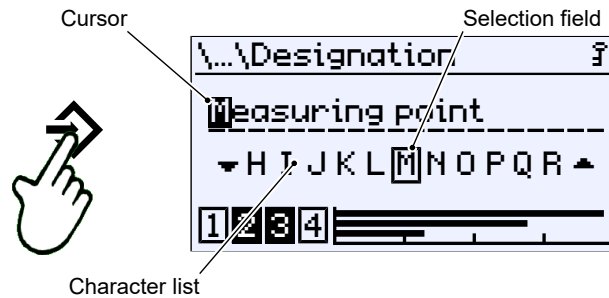 Cursor
Selection field
\...\Designation
Measuring point
H I J K L M N O P Q R
1 2 3 4
Character list